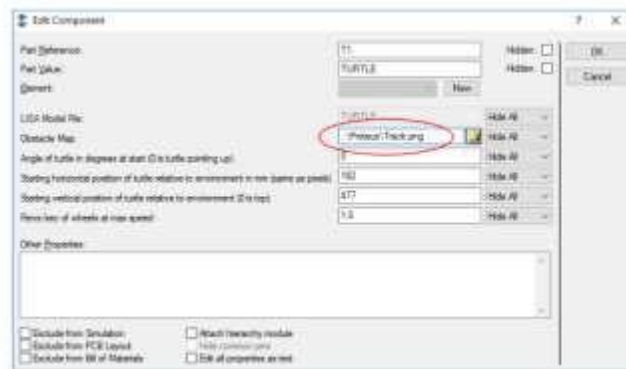 Edit Component
? X
Part Reference: T1 Hidden:
Part Value: TURTLE Hidden:
Element: New
OK
Cancel
LISA Model File: TURTLE Hide All
Obstacle Map: Track.png Hide All
Angle of turtle in degrees at start (0 is turtle pointing up): Hide All
Starting horizontal position of turtle relative to environment in mm (same as pixels): Hide All
Starting vertical position of turtle relative to environment (0 is top): 477 Hide All
Revs/sec of wheels at max speed: Hide All
Other Properties:
Exclude from Simulation Attach hierarchy module
Exclude from PCB Layout Hide common pins
Exclude from Bill of Materials Edit all properties as text